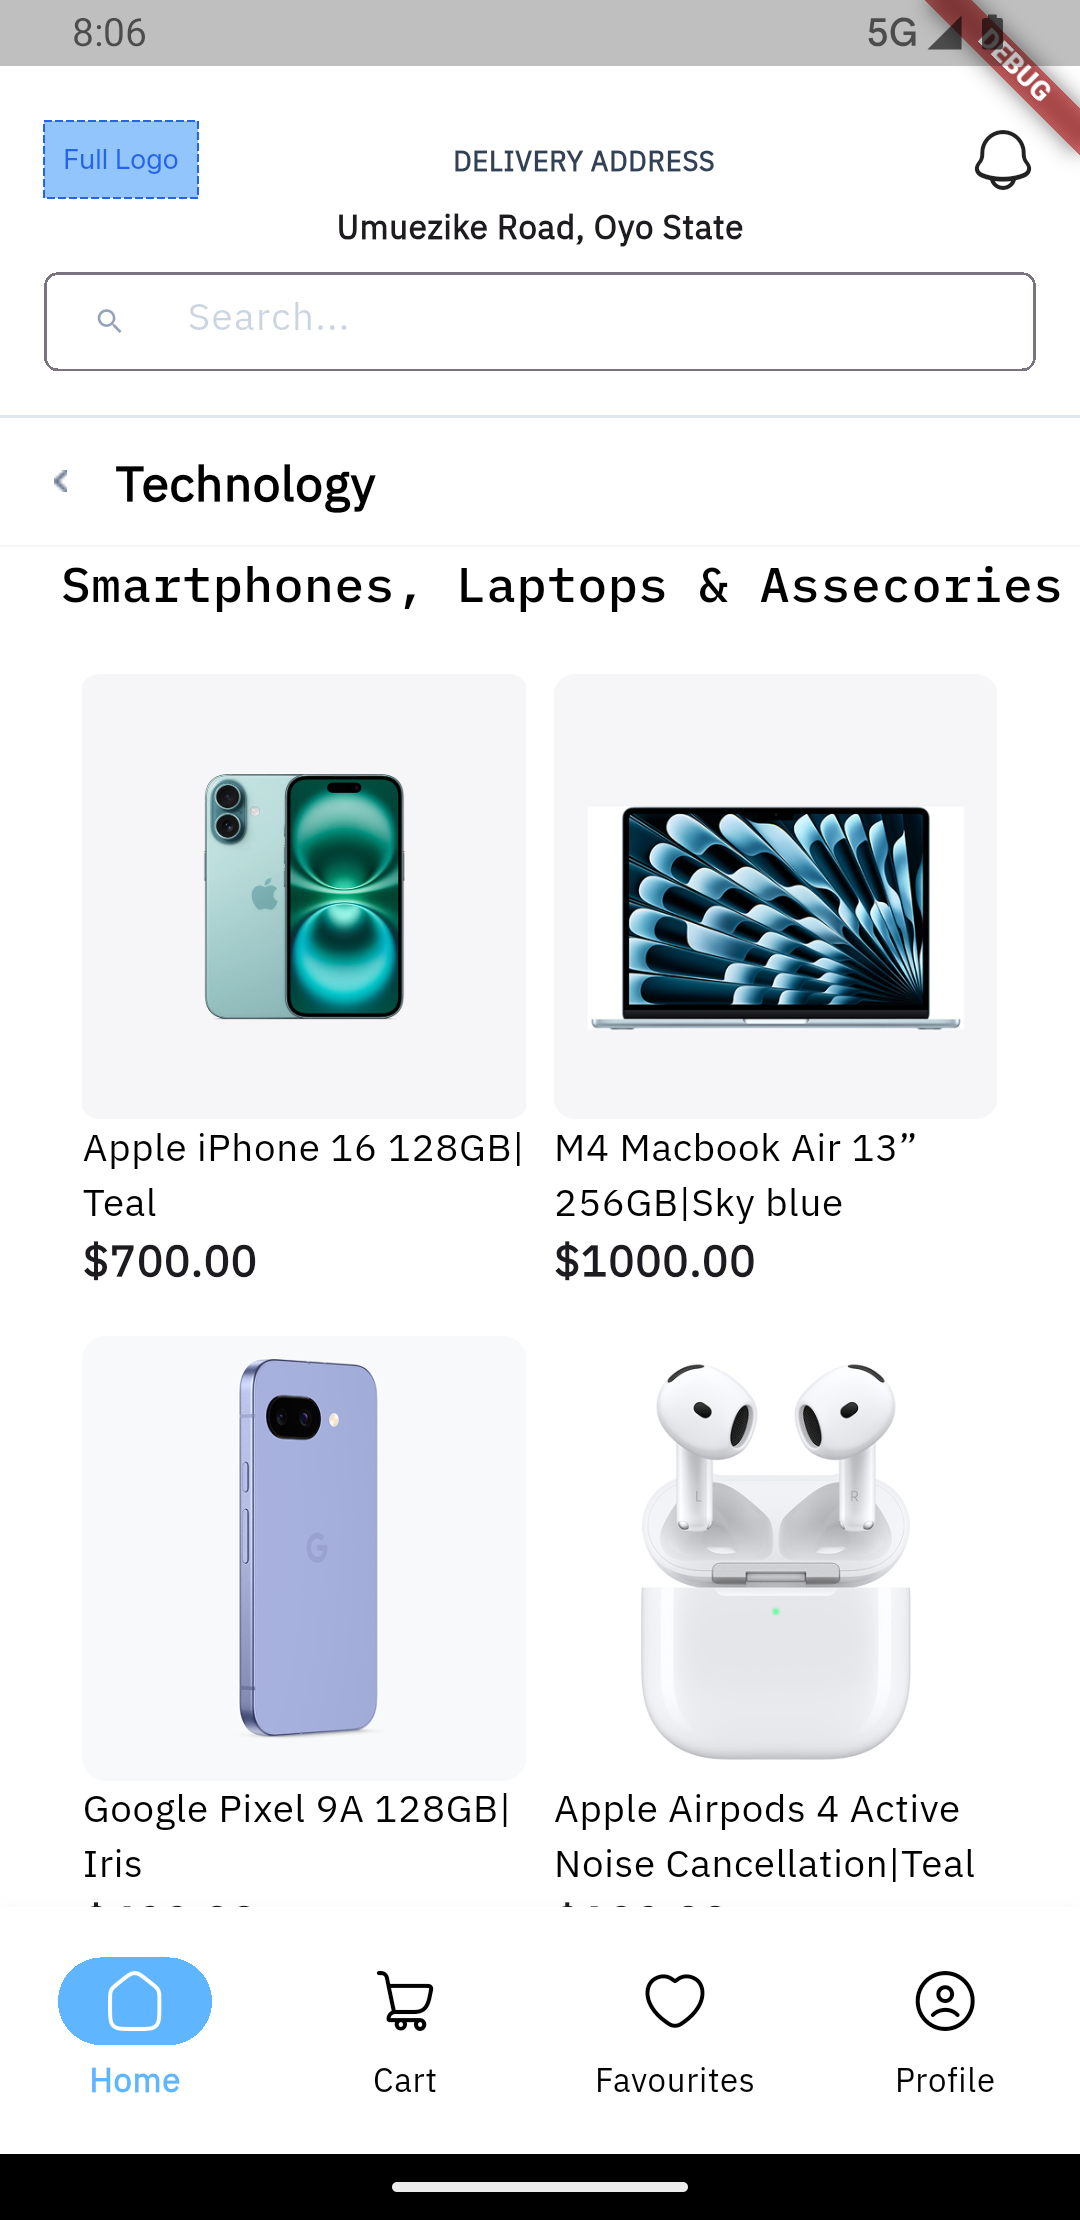 8:06
5G
DEBUG
Full Logo
DELIVERY ADDRESS
Umuezike Road, Oyo State
Search...
Technology
Smartphones, Laptops & Assecories
Apple iPhone 16 128GB|
Teal
$700.00
M4 Macbook Air 13”
256GB|Sky blue
$1000.00
L
R
Google Pixel 9A 128GB|
Iris
Apple Airpods 4 Active
Noise Cancellation|Teal
Home
Cart
Favourites
Profile